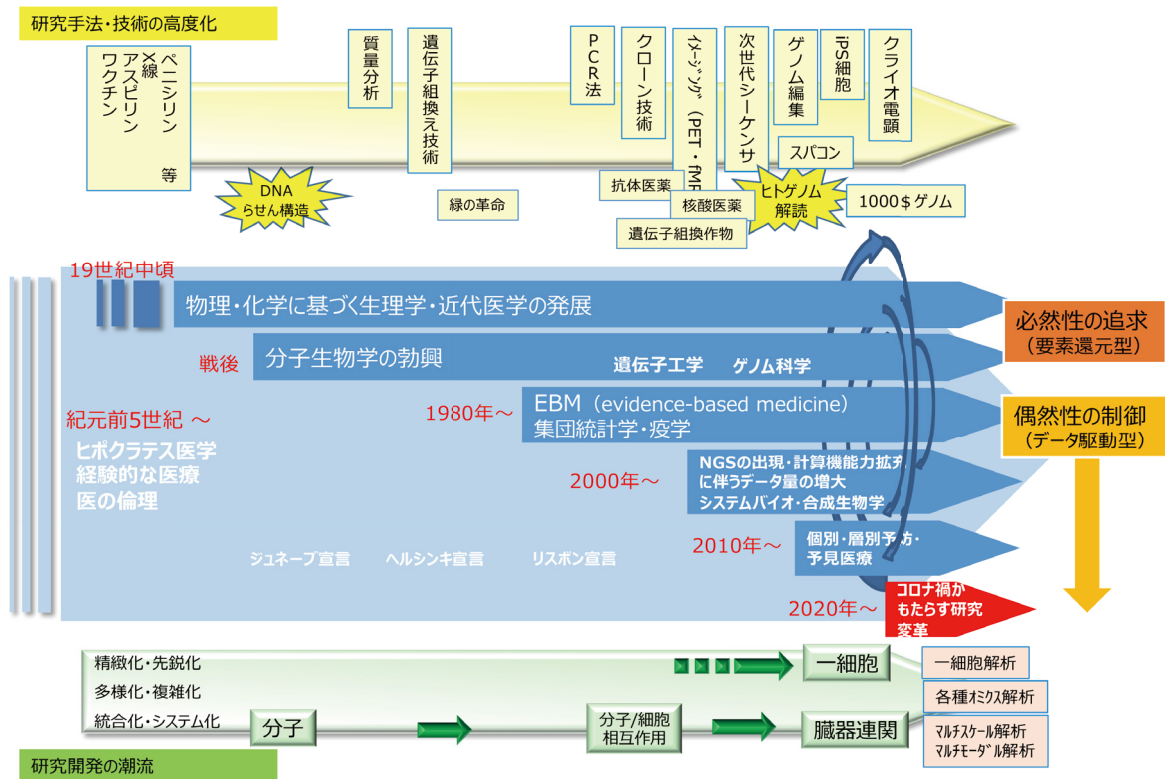 研究手法・技術の高度化
ペニシリン 等
X線
アスピリン
ワクチン
質量分析
遺伝子組換え技術
PCR法
クローン技術
イメージング（PET・fMR
次世代シーケンサ
ゲノム編集
iPS細胞
クライオ電顕
スパコン
DNA
らせん構造
緑の革命
抗体医薬
核酸医薬
遺伝子組換作物
ヒトゲノム
解読
1000$ゲノム
19世紀中頃
物理・化学に基づく生理学・近代医学の発展
必然性の追求
（要素還元型）
戦後
分子生物学の勃興
遺伝子工学 ゲノム科学
紀元前5世紀 ～
ヒポクラテス医学
経験的な医療
医の倫理
1980年～
EBM（evidence-based medicine）
集団統計学・疫学
偶然性の制御
（データ駆動型）
2000年～
NGSの出現・計算機能力拡充
に伴うデータ量の増大
システムバイオ・合成生物学
2010年～
個別・層別予防・
予見医療
ジュネーブ宣言 ヘルシンキ宣言 リスボン宣言
2020年～
コロナ禍が
もたらす研究
変革
精緻化・先鋭化
多様化・複雑化
統合化・システム化
分子
分子/細胞
相互作用
一細胞
臓器連関
一細胞解析
各種オミクス解析
マルチスケール解析
マルチモーダル解析
研究開発の潮流